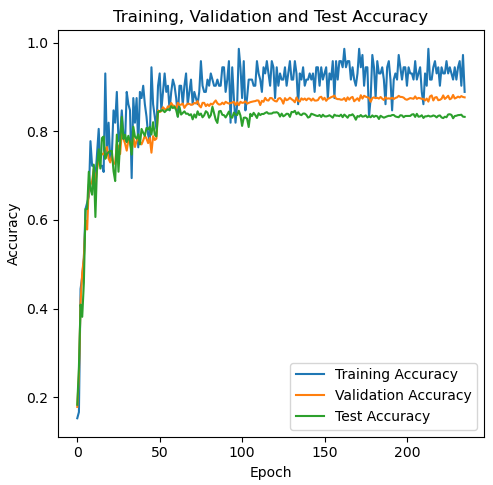 Training, Validation and Test Accuracy
Accuracy
1.0
0.8
0.6
0.4
0.2
0
50
100
150
200
Epoch
Training Accuracy
Validation Accuracy
Test Accuracy